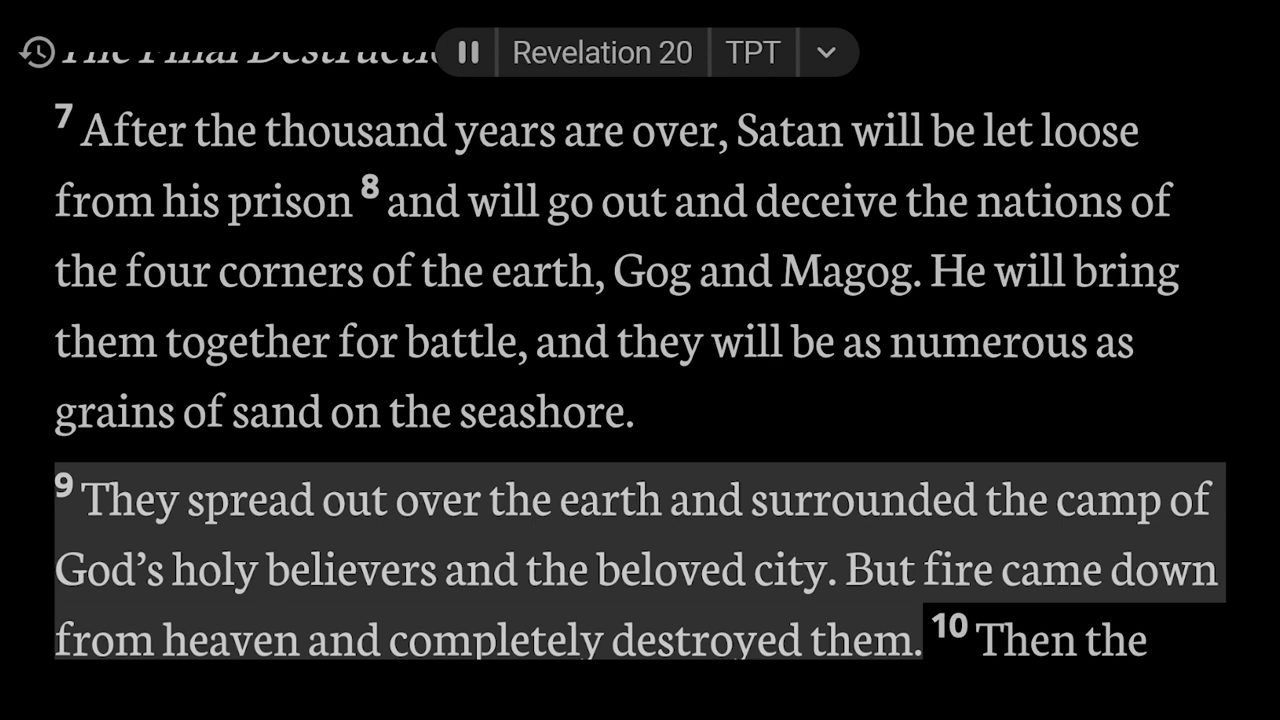 The Final Destructi
Revelation 20 TPT
7 After the thousand years are over, Satan will be let loose
from his prison 8 and will go out and deceive the nations of
the four corners of the earth, Gog and Magog. He will bring
them together for battle, and they will be as numerous as
grains of sand on the seashore.
9 They spread out over the earth and surrounded the camp of
God’s holy believers and the beloved city. But fire came down
from heaven and completely destroyed them. 10 Then the